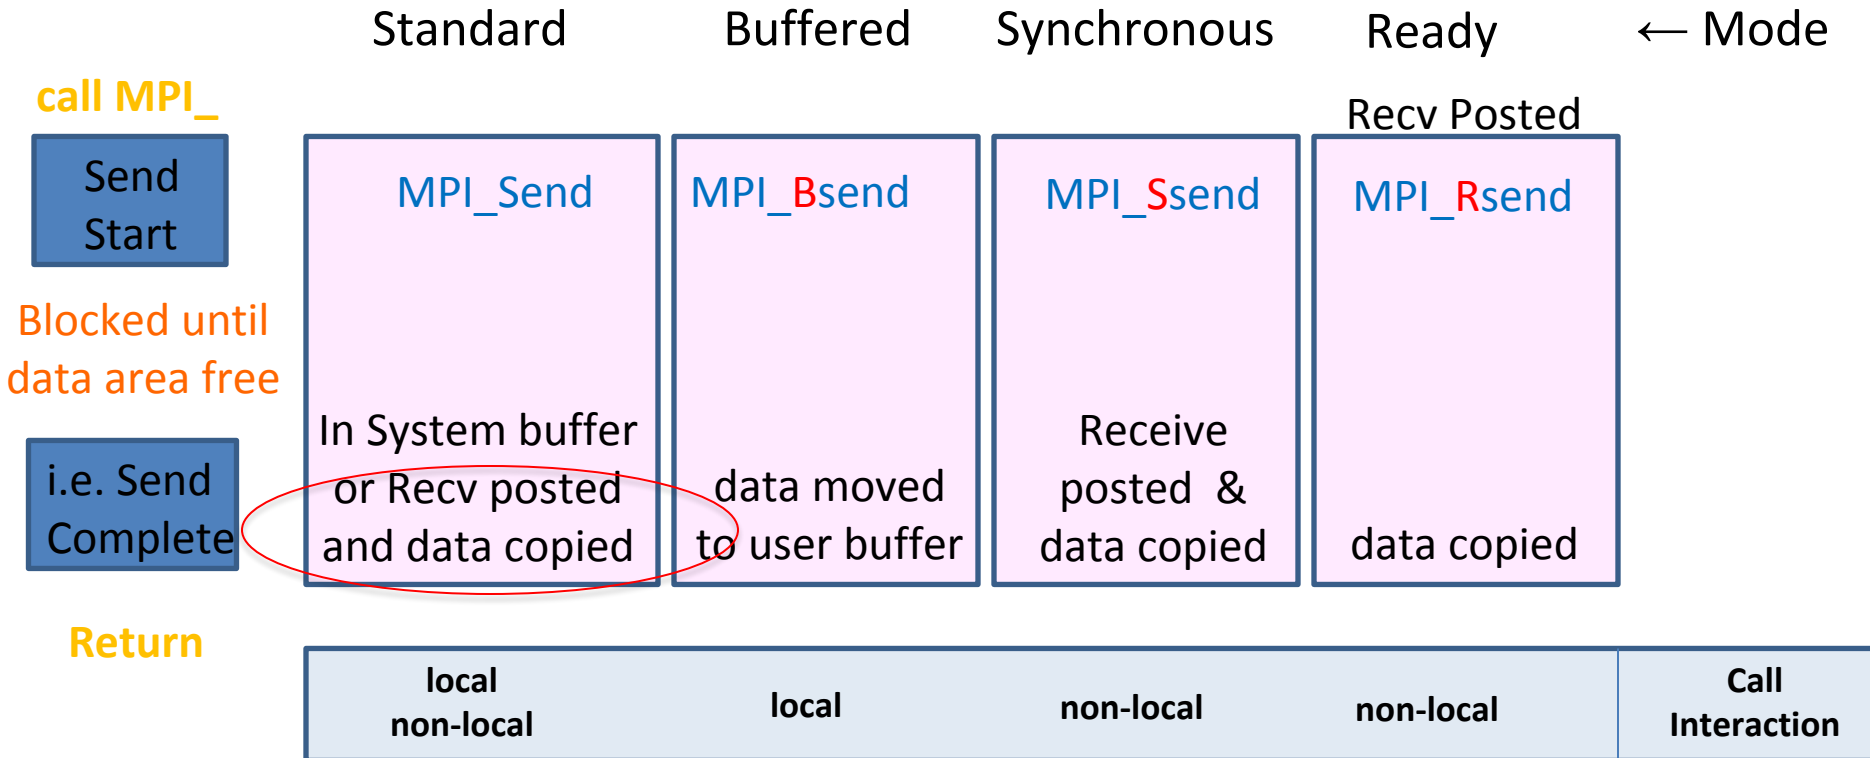 Standard Buffered Synchronous Ready ← Mode
call MPI_
Recv Posted
Send
Start
MPI_Send MPI_Bsend MPI_Ssend MPI_Rsend
Blocked until
data area free
i.e. Send
Complete
In System buffer
or Recv posted
and data copied
data moved
to user buffer
Receive
posted &
data copied
data copied
Return
local
non-local
local
non-local
non-local
Call
Interaction